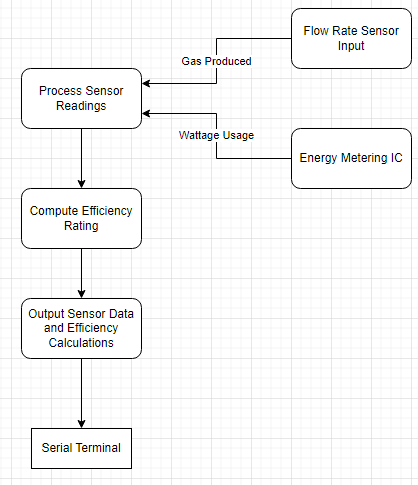 Flow Rate Sensor
Input
Gas Produced
Process Sensor
Readings
Wattage Usage
Energy Metering IC
Compute Efficiency
Rating
Output Sensor Data
and Efficiency
Calculations
Serial Terminal